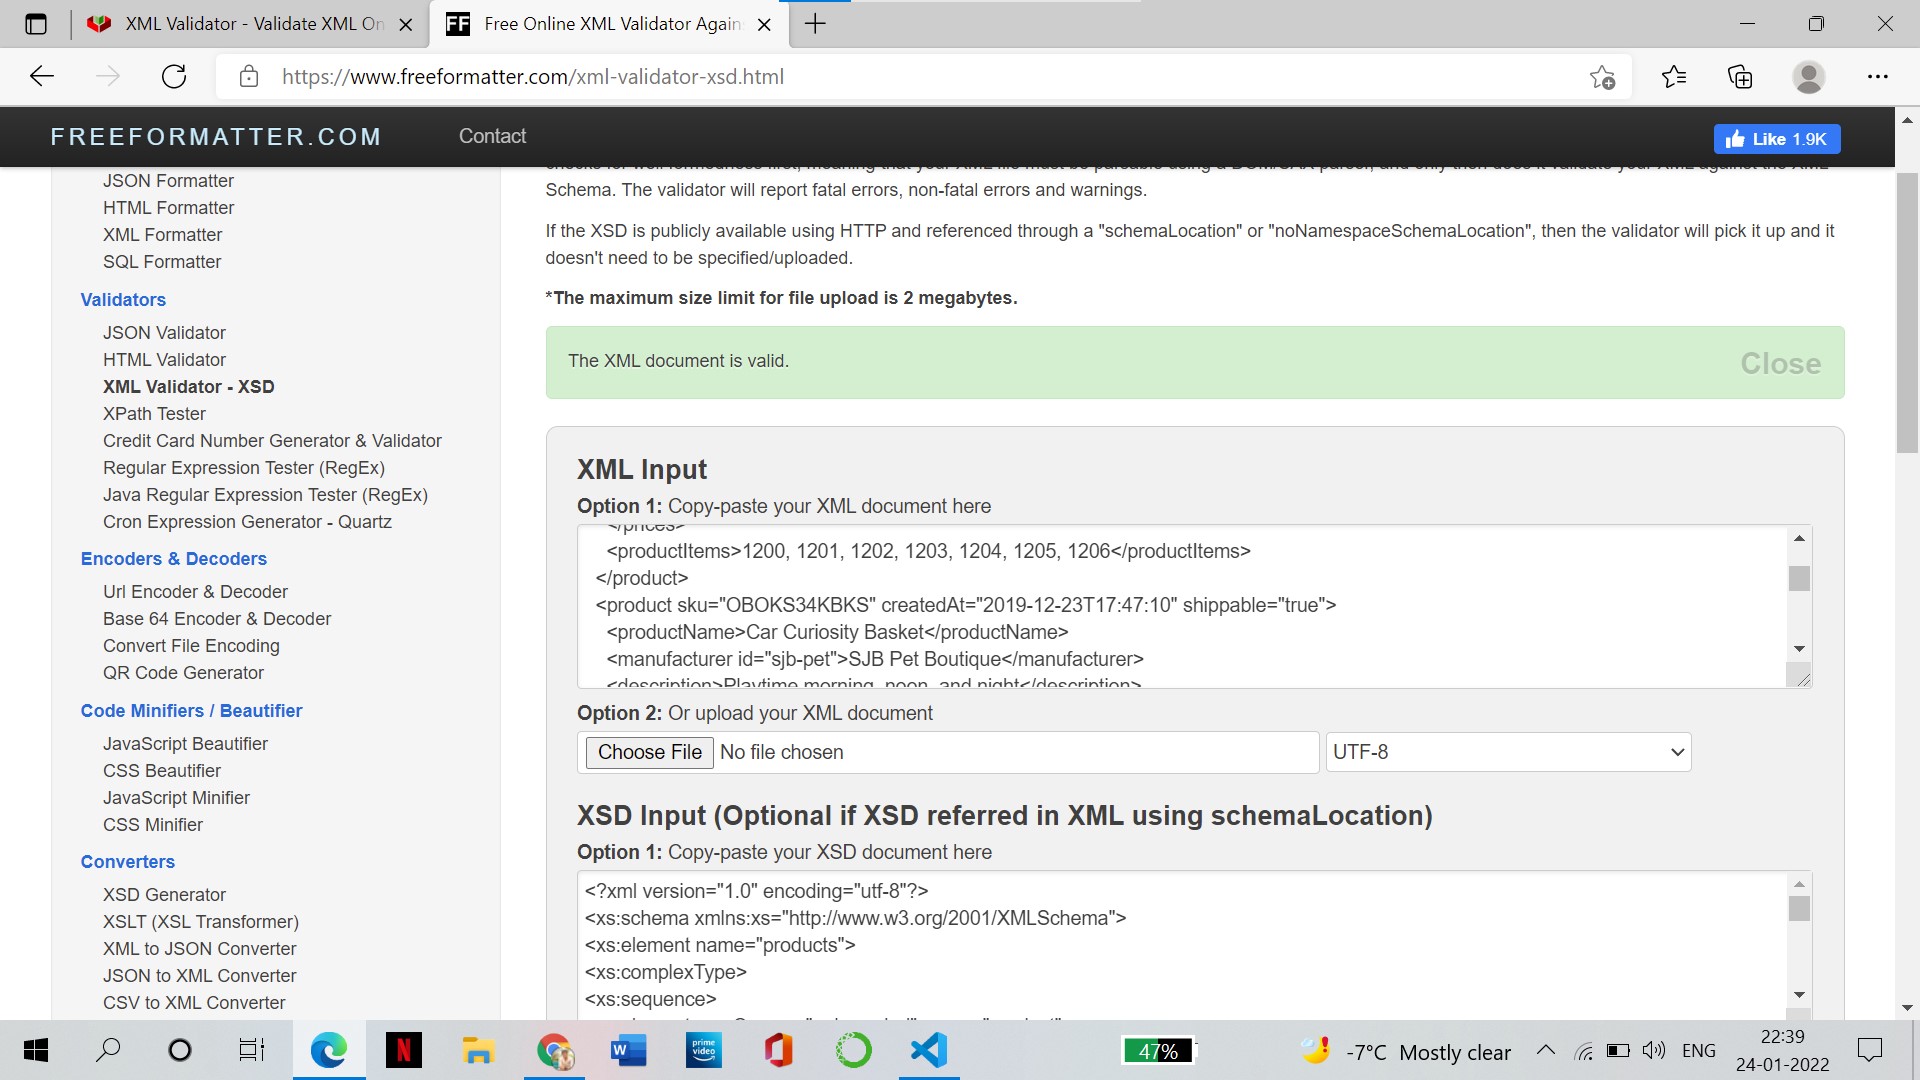 XML Validator - Validate XML On
Free Online XML Validator Again
https://www.freeformatter.com/xml-validator-xsd.html
FREEFORMATTER.COM
Contact
Like 1.9K
JSON Formatter
HTML Formatter
XML Formatter
SQL Formatter
Validators
JSON Validator
HTML Validator
XML Validator - XSD
XPath Tester
Credit Card Number Generator & Validator
Regular Expression Tester (RegEx)
Java Regular Expression Tester (RegEx)
Cron Expression Generator - Quartz
Encoders & Decoders
Url Encoder & Decoder
Base 64 Encoder & Decoder
Convert File Encoding
QR Code Generator
Code Minifiers / Beautifier
JavaScript Beautifier
CSS Beautifier
JavaScript Minifier
CSS Minifier
Converters
XSD Generator
XSLT (XSL Transformer)
XML to JSON Converter
JSON to XML Converter
CSV to XML Converter
Schema. The validator will report fatal errors, non-fatal errors and warnings.
If the XSD is publicly available using HTTP and referenced through a "schemaLocation" or "noNamespaceSchemaLocation", then the validator will pick it up and it
doesn't need to be specified/uploaded.
*The maximum size limit for file upload is 2 megabytes.
The XML document is valid.
Close
XML Input
Option 1: Copy-paste your XML document here
</prices>
<productItems>1200, 1201, 1202, 1203, 1204, 1205, 1206</productItems>
</product>
<product sku="OBOKS34KBKS" createdAt="2019-12-23T17:47:10" shippable="true">
<productName>Car Curiosity Basket</productName>
<manufacturer id="sjb-pet">SJB Pet Boutique</manufacturer>
<description>Playtime morning, noon, and night</description>
Option 2: Or upload your XML document
Choose File No file chosen
UTF-8
XSD Input (Optional if XSD referred in XML using schemaLocation)
Option 1: Copy-paste your XSD document here
<?xml version="1.0" encoding="utf-8"?>
<xs:schema xmlns:xs="http://www.w3.org/2001/XMLSchema">
<xs:element name="products">
<xs:complexType>
<xs:sequence>
N
W
prime video
47%
-7°C Mostly clear
ENG
22:39
24-01-2022